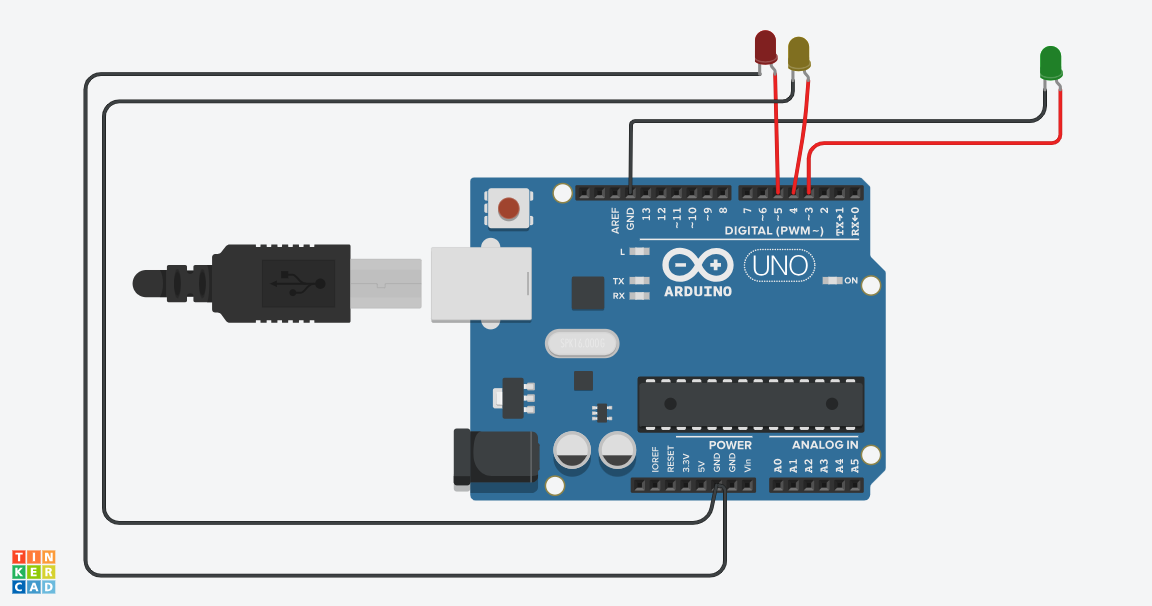 AREF
GND
13
12
~11
~10
~9
8
7
~6
~5
4
~3
2
TX→1
RX←0
DIGITAL (PWM~)
L
TX
RX
ARDUINO
UNO
ON
POWER
ANALOG IN
IOREF
RESET
3.3V
5V
GND
GND
Vin
A0
A1
A2
A3
A4
A5
TIN
KER
CAD